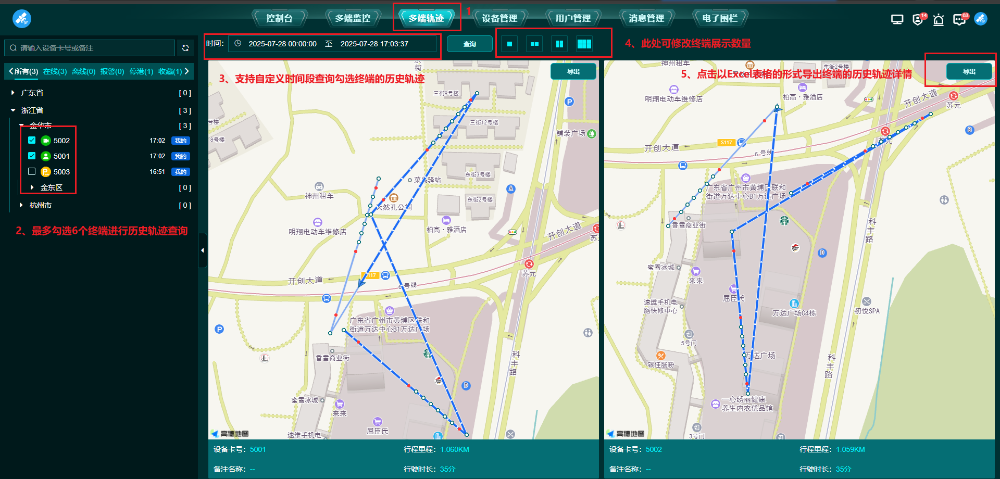 控制台
多端监控
多端轨迹
1
设备管理
用户管理
消息管理
电子围栏
14
63
请输入设备卡号或备注
时间:
2025-07-28 00:00:00 至 2025-07-28 17:03:37
查询
4、此处可修改终端展示数量
所有(3) 在线(3) 离线(0) 报警(0) 停港(1) 收藏(1)
广东省 [ 0 ]
浙江省 [ 3 ]
金华市 [ 3 ]
5002 17:02 我的
5001 17:02 我的
5003 16:51 我的
金东区 [ 0 ]
杭州市 [ 0 ]
2、最多勾选6个终端进行历史轨迹查询
3、支持自定义时间段查询勾选终端的历史轨迹
导出
街
三街9号楼
P
三街12号楼
号楼
8号楼
铺装广场
东街3号楼
菜鸟驿站
A
神州租车
东街2号楼
天然孔公祠
明翔电动车维修店
柏高·雅酒店
开创大道
苏
苏元
开创大道
6号线
P
广东省广州市黄埔区联和
街道万达中心B1万达广场
香雪商业街
科
丰
路
D
蜜雪冰城
来来
屈臣氏
速维手机电
高德地图
设备卡号: 5001
行程里程: 1.060KM
备注名称: --
行驶时长: 35分
神州租车
东街2号楼
导出
5、点击以Excel表格的形式导出终端的历史轨迹详情
明翔电动车维修店
柏高·雅酒店
开创大道
苏元
B
S117
苏元
开创大道
6号线
广东省广州市黄埔区联和
街道万达中心B1万达广场
香雪商业街
科
丰
路
D
蜜雪冰城
来来
屈臣氏
速维手机电
脑快修中心
万达广场C4栋
初悦SPA
5号门
万达广场
银佳肠粉
科
丰
路
一心绣丽健康
养生内衣优品馆
3号门
高德地图
设备卡号: 5002
行程里程: 1.059KM
备注名称: --
行驶时长: 35分